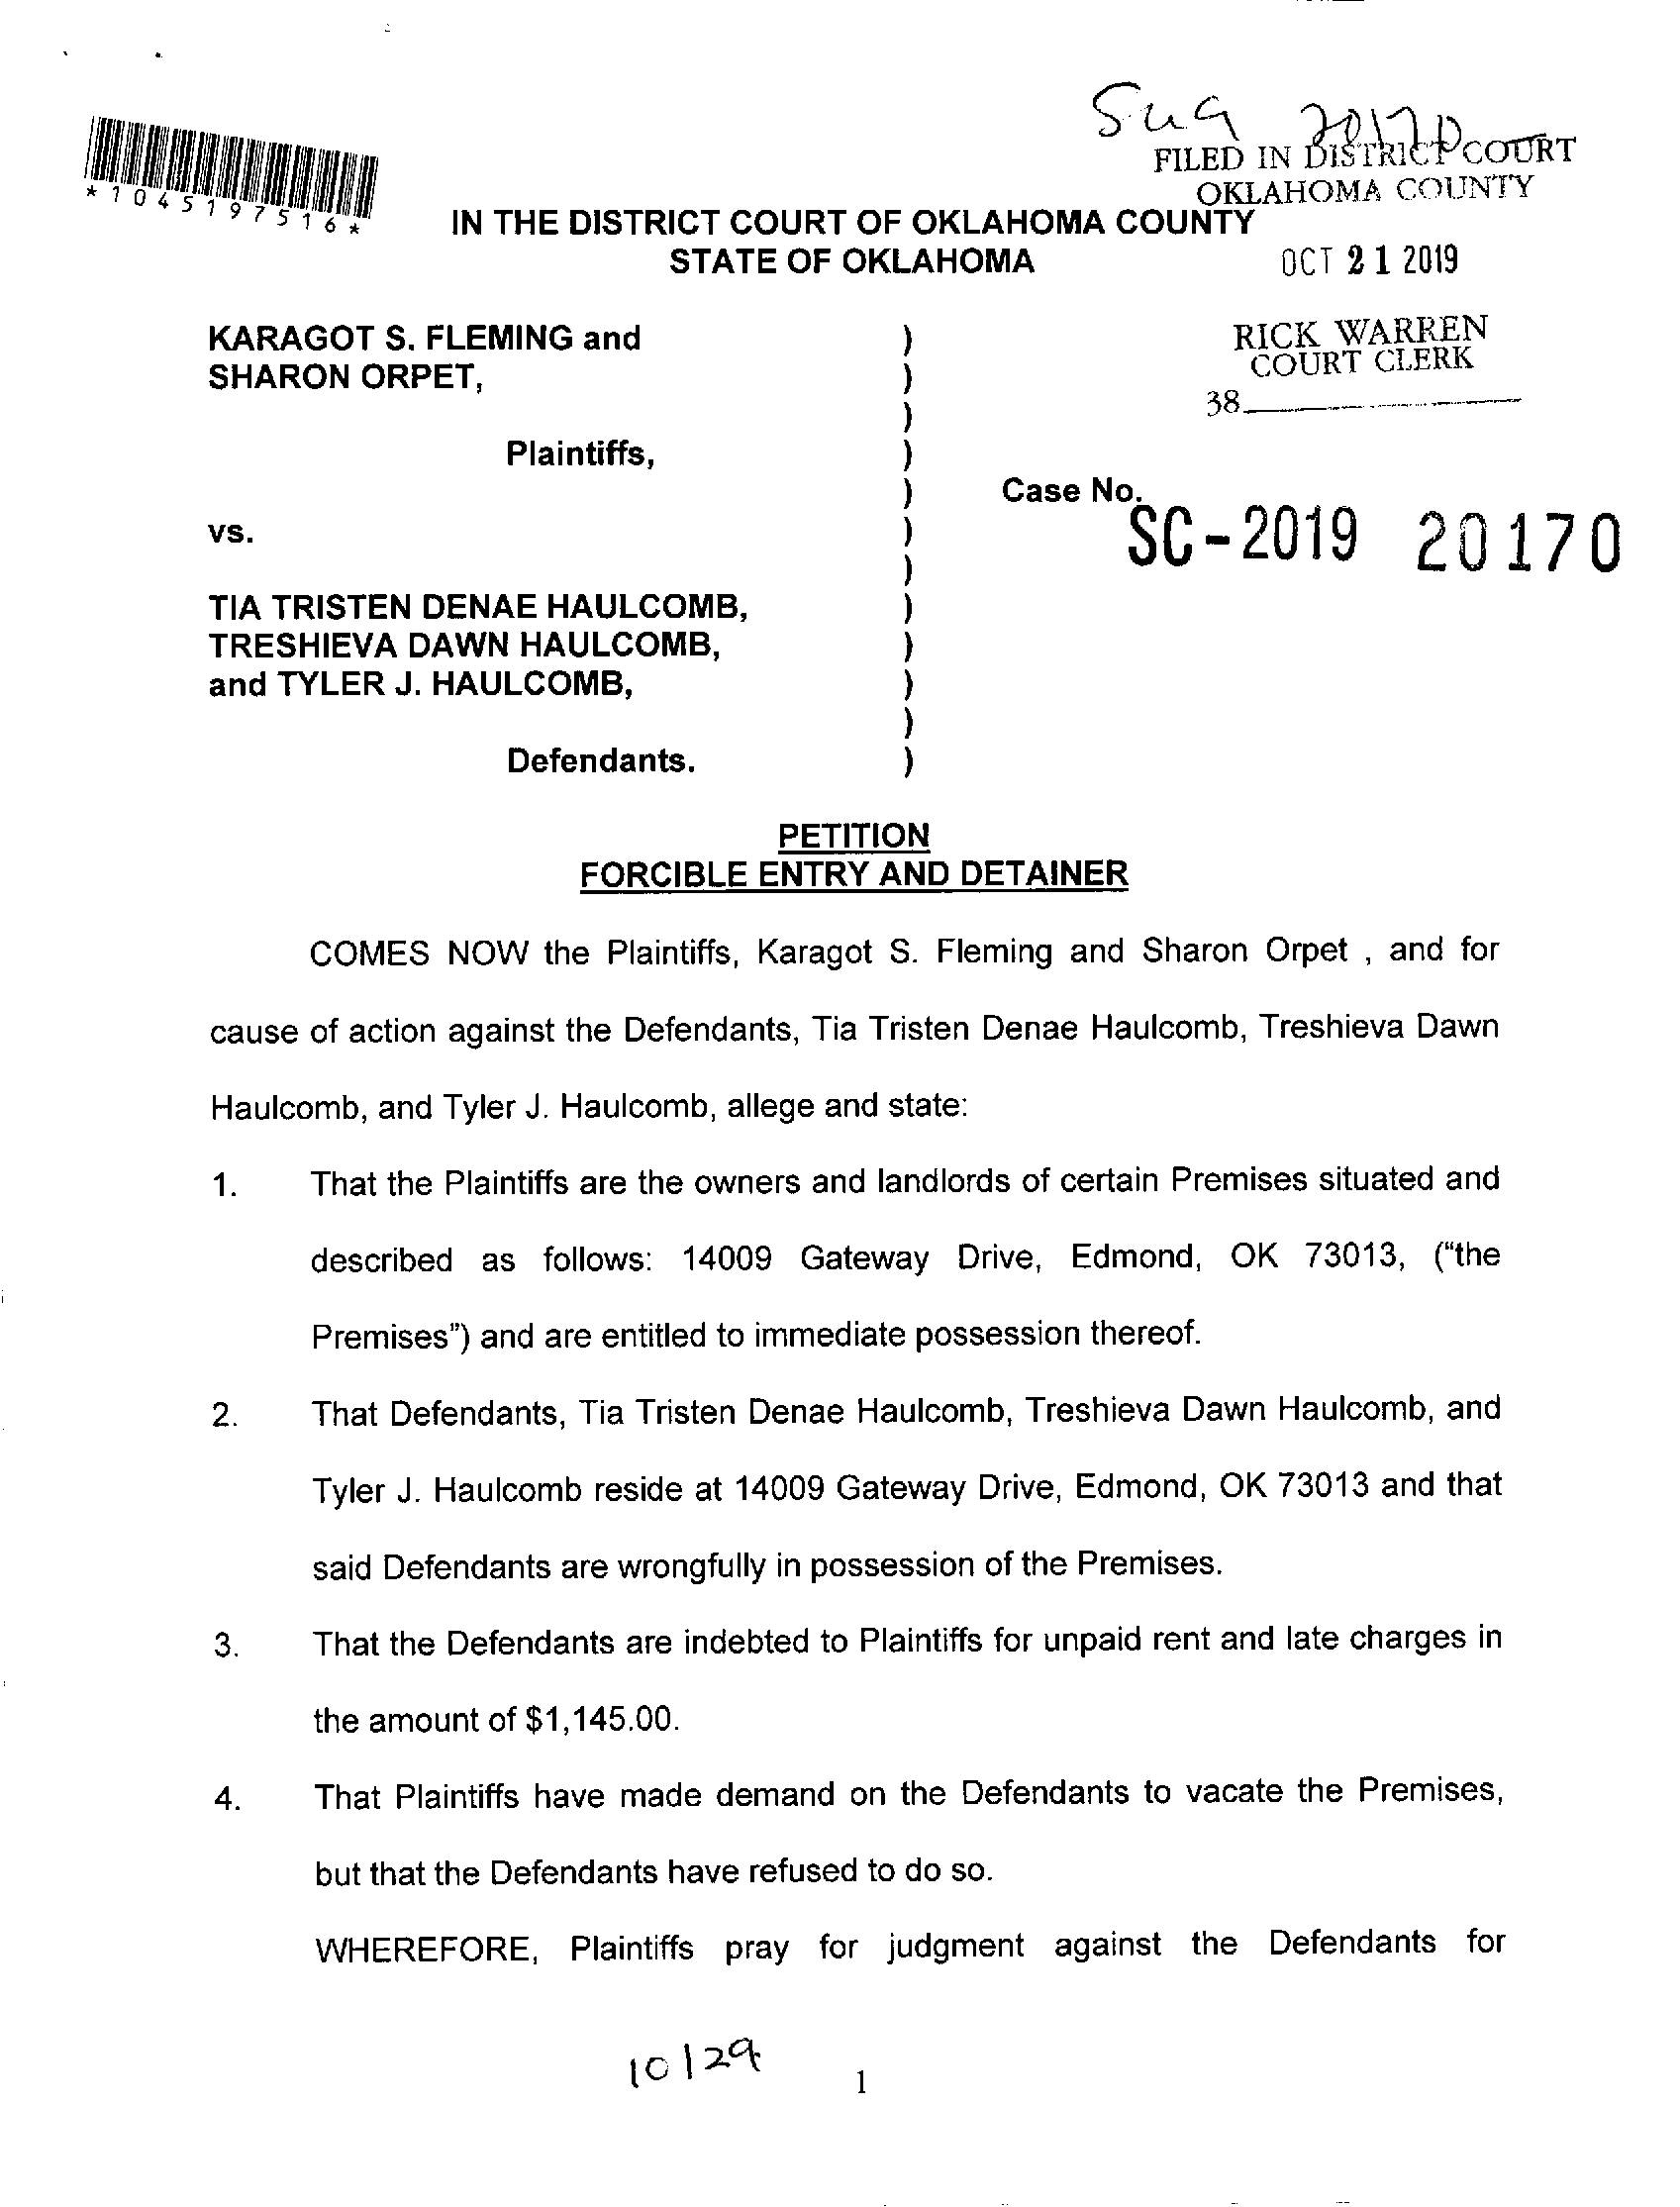 20170
FILED IN DISTRICT COURT
OKLAHOMA COUNTY
*1045197516*
IN THE DISTRICT COURT OF OKLAHOMA COUNTY
STATE OF OKLAHOMA
OCT 21 2019
RICK WARREN
COURT CLERK
38
KARAGOT S. FLEMING and )
SHARON ORPET, )
)
Plaintiffs, )
) Case No. SC-2019 20170
vs. )
)
TIA TRISTEN DENAE HAULCOMB, )
TRESHIEVA DAWN HAULCOMB, )
and TYLER J. HAULCOMB, )
)
Defendants. )
PETITION
FORCIBLE ENTRY AND DETAINER
COMES NOW the Plaintiffs, Karagot S. Fleming and Sharon Orpet , and for
cause of action against the Defendants, Tia Tristen Denae Haulcomb, Treshieva Dawn
Haulcomb, and Tyler J. Haulcomb, allege and state:
1. That the Plaintiffs are the owners and landlords of certain Premises situated and
described as follows: 14009 Gateway Drive, Edmond, OK 73013, ("the
Premises") and are entitled to immediate possession thereof.
2. That Defendants, Tia Tristen Denae Haulcomb, Treshieva Dawn Haulcomb, and
Tyler J. Haulcomb reside at 14009 Gateway Drive, Edmond, OK 73013 and that
said Defendants are wrongfully in possession of the Premises.
3. That the Defendants are indebted to Plaintiffs for unpaid rent and late charges in
the amount of $1,145.00.
4. That Plaintiffs have made demand on the Defendants to vacate the Premises,
but that the Defendants have refused to do so.
WHEREFORE, Plaintiffs pray for judgment against the Defendants for
10/29
1